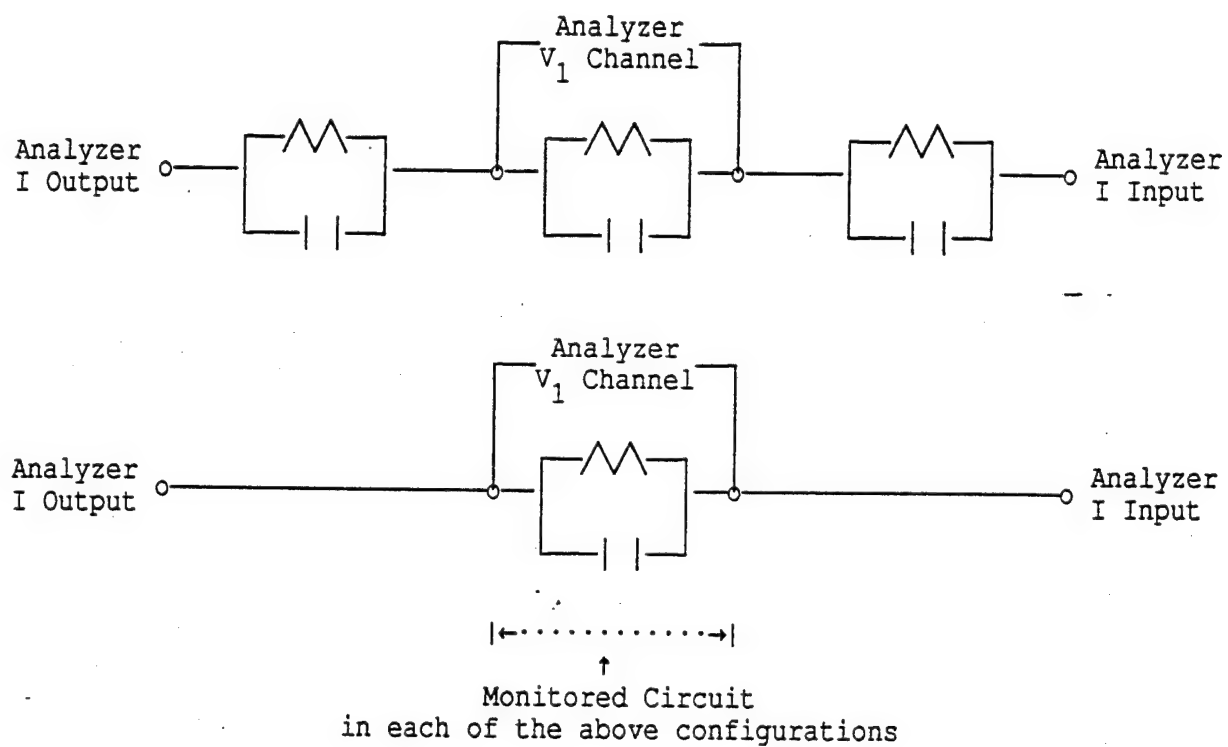 Analyzer
V1 Channel
Analyzer
I Output
Analyzer
I Input
Analyzer
V1 Channel
Analyzer
I Output
Analyzer
I Input
Monitored Circuit
in each of the above configurations